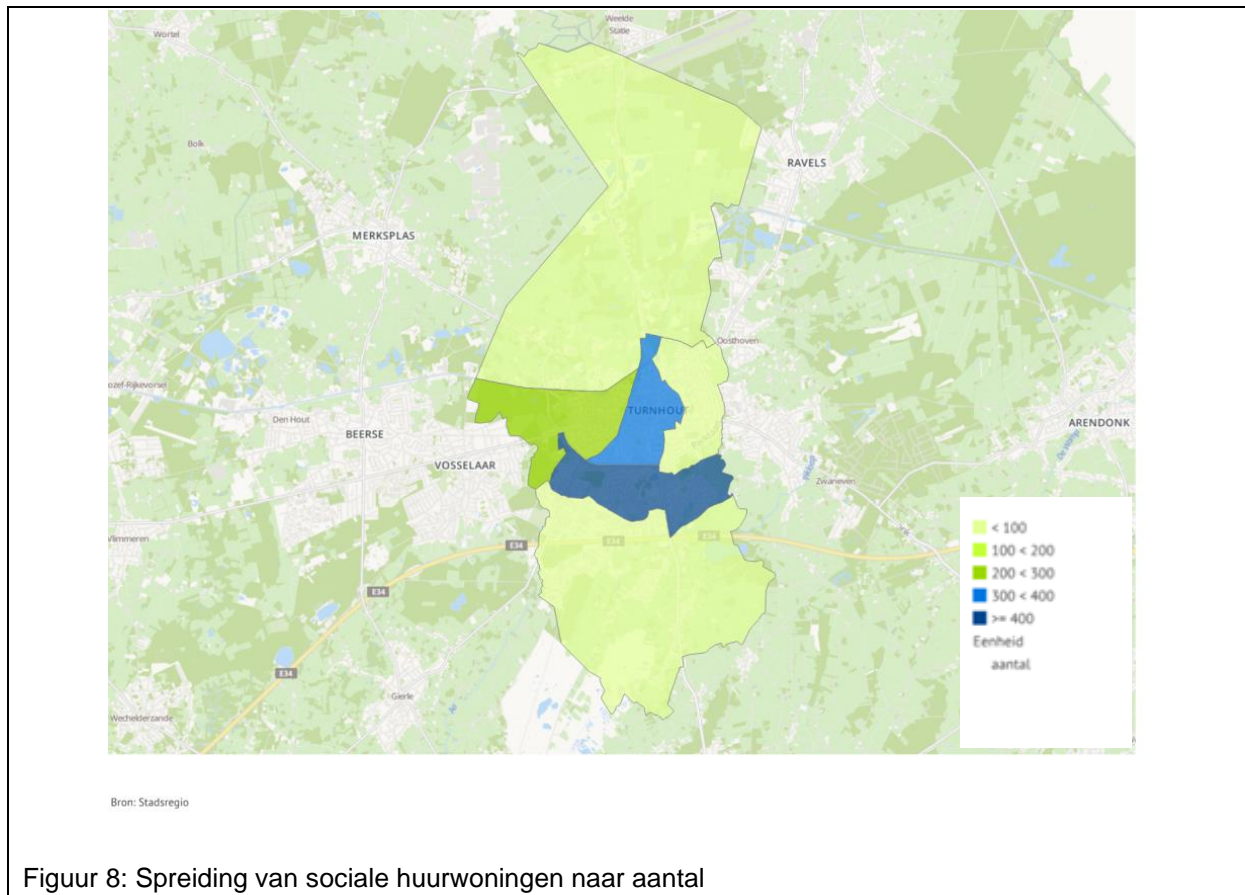 Weelde
Statie
Wortel
Bolk
RAVELS
MERKSPLAS
Oosthoven
ozef-Rijkevorsel
TURNHOUT
Den Hout
BEERSE
ARENDONK
VOSSELAAR
Zwaneven
Vlimmeren
E34
E34
E34
E34
E34
Gierle
Wechelderzande
< 100
100 < 200
200 < 300
300 < 400
>= 400
Eenheid
aantal
Bron: Stadsregio
Figuur 8: Spreiding van sociale huurwoningen naar aantal